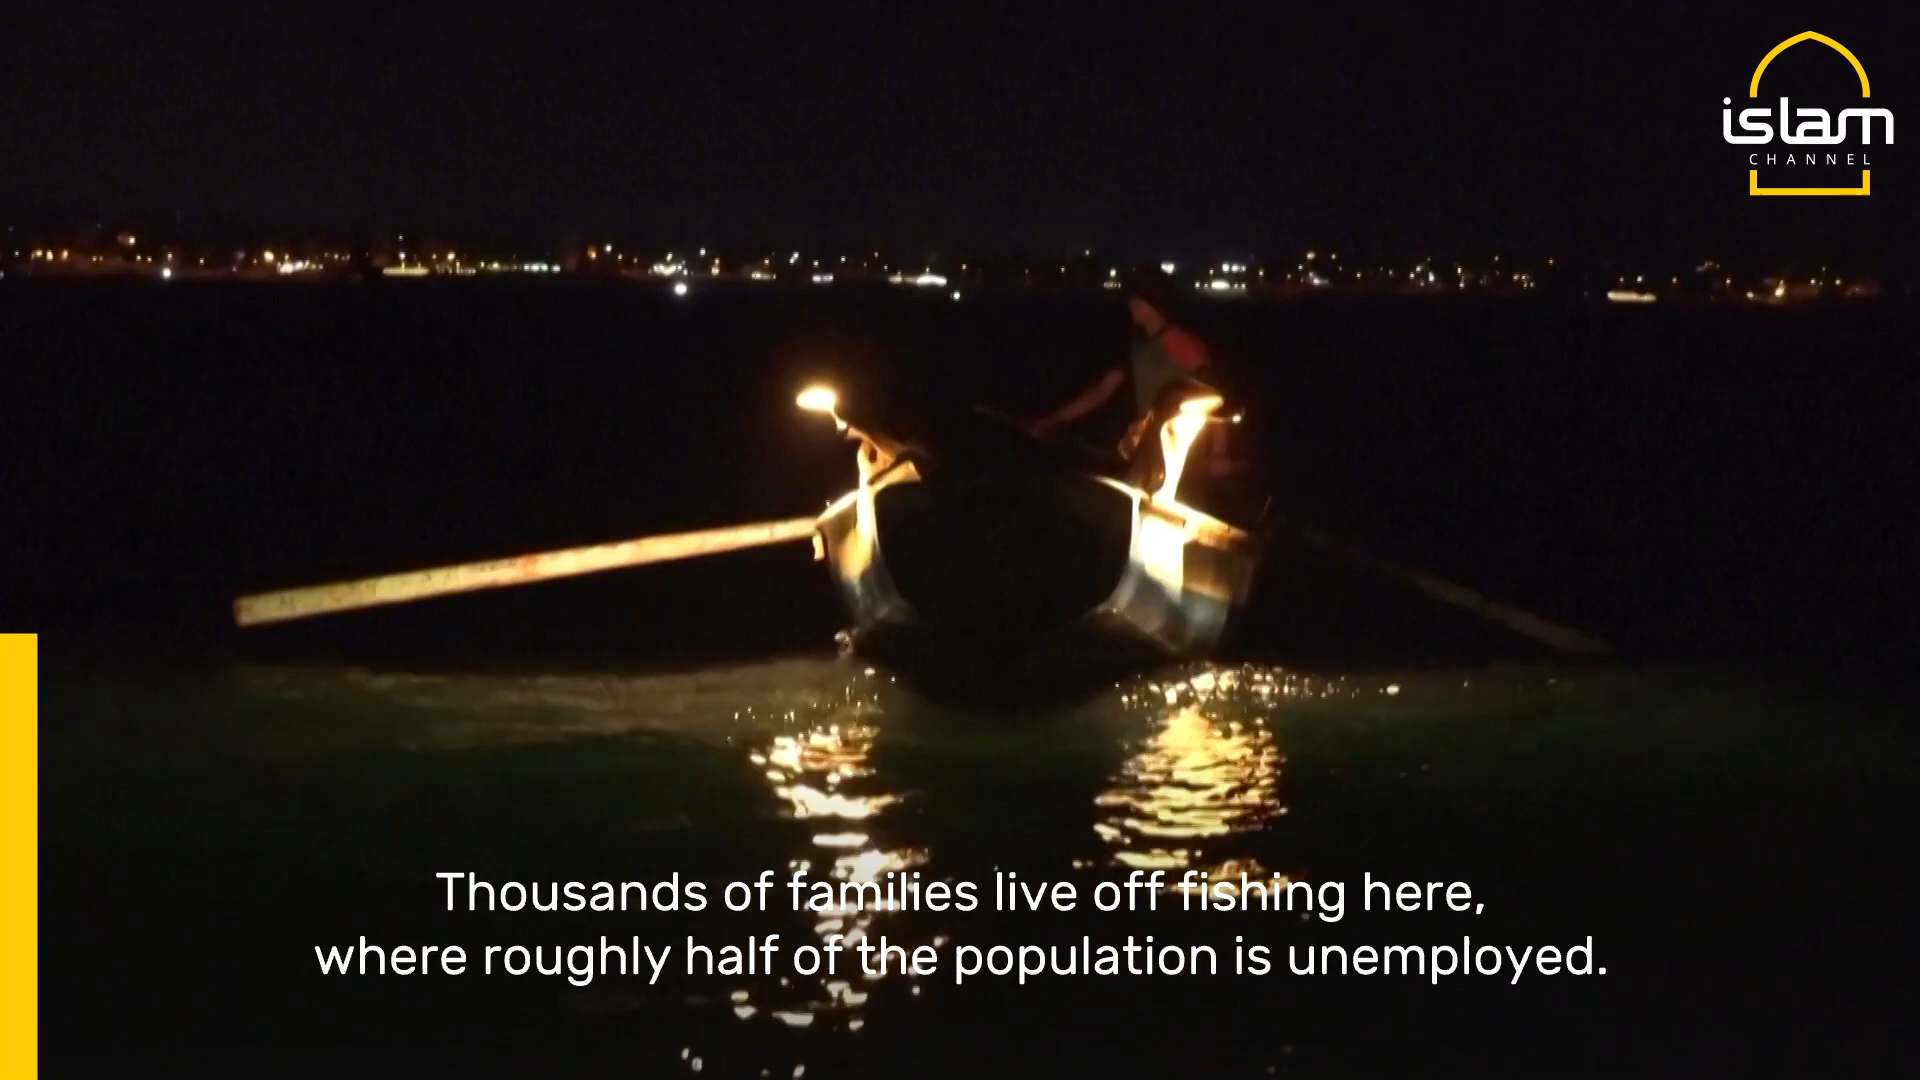 islam
CHANNEL
Thousands of families live off fishing here,
where roughly half of the population is unemployed.